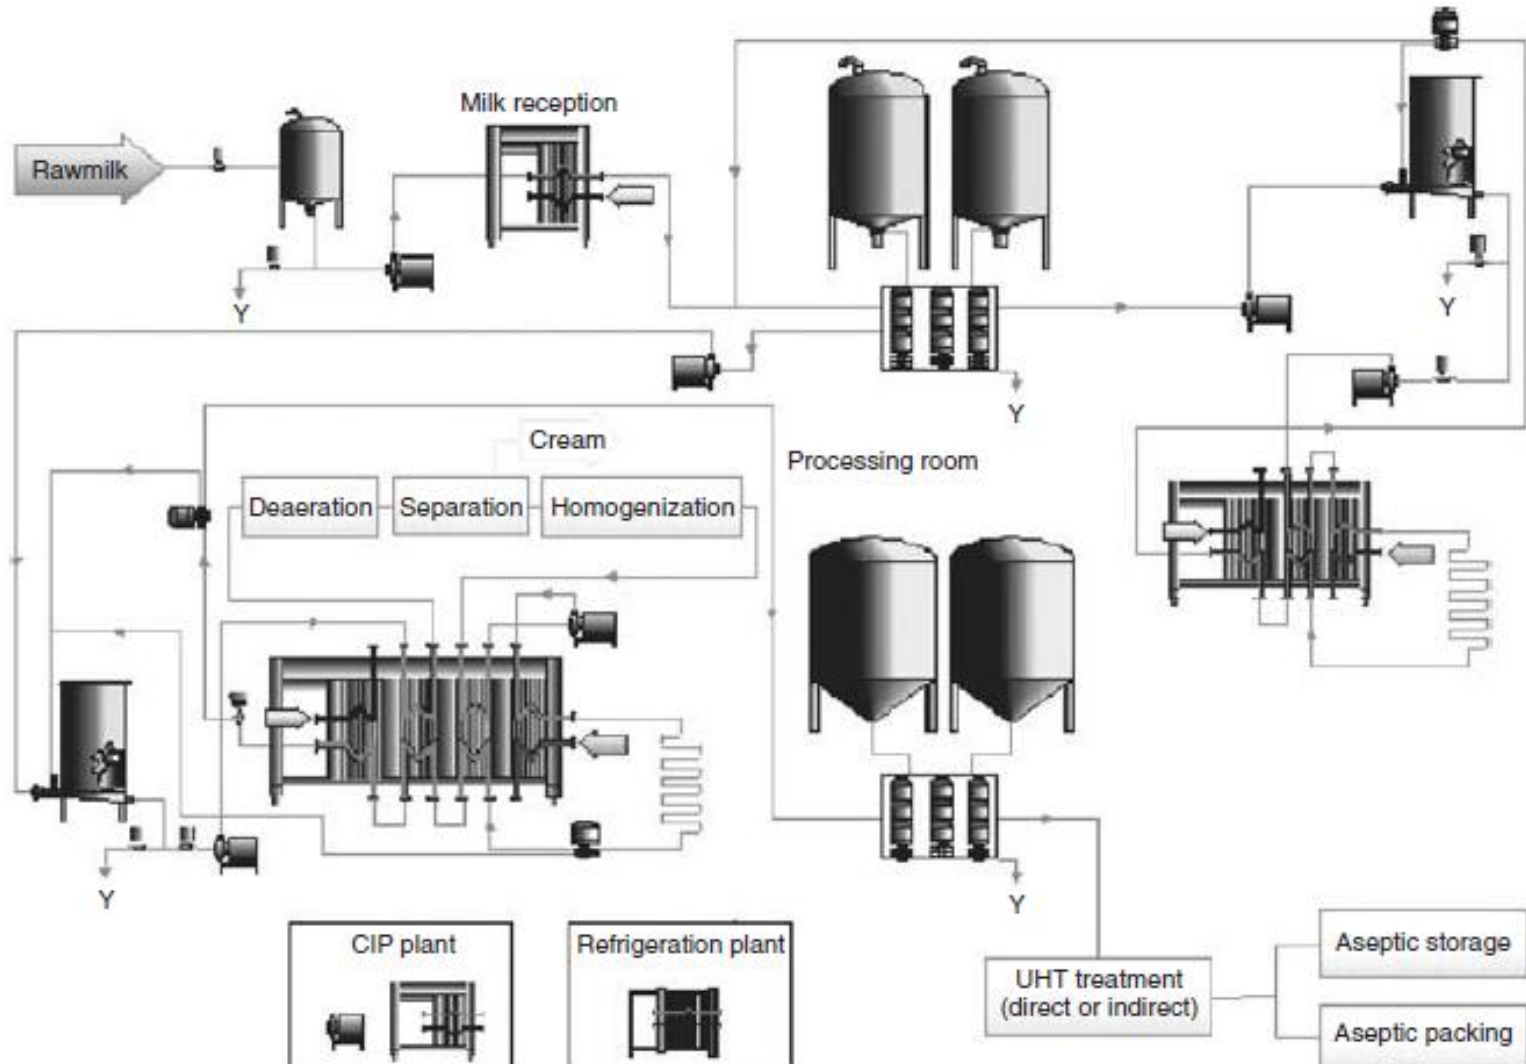 Milk reception
Rawmilk
Y
Y
Y
Cream
Processing room
Deaeration
Separation
Homogenization
Y
Y
CIP plant
Refrigeration plant
UHT treatment
(direct or indirect)
Aseptic storage
Aseptic packing